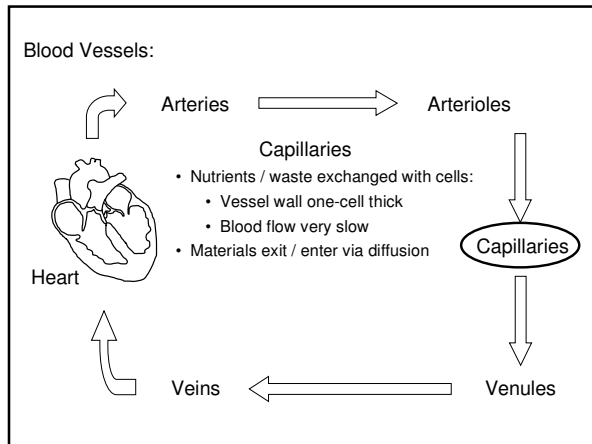 Blood Vessels:
Arteries
Arterioles
Capillaries
• Nutrients / waste exchanged with cells:
• Vessel wall one-cell thick
• Blood flow very slow
• Materials exit / enter via diffusion
Capillaries
Heart
Veins
Venules